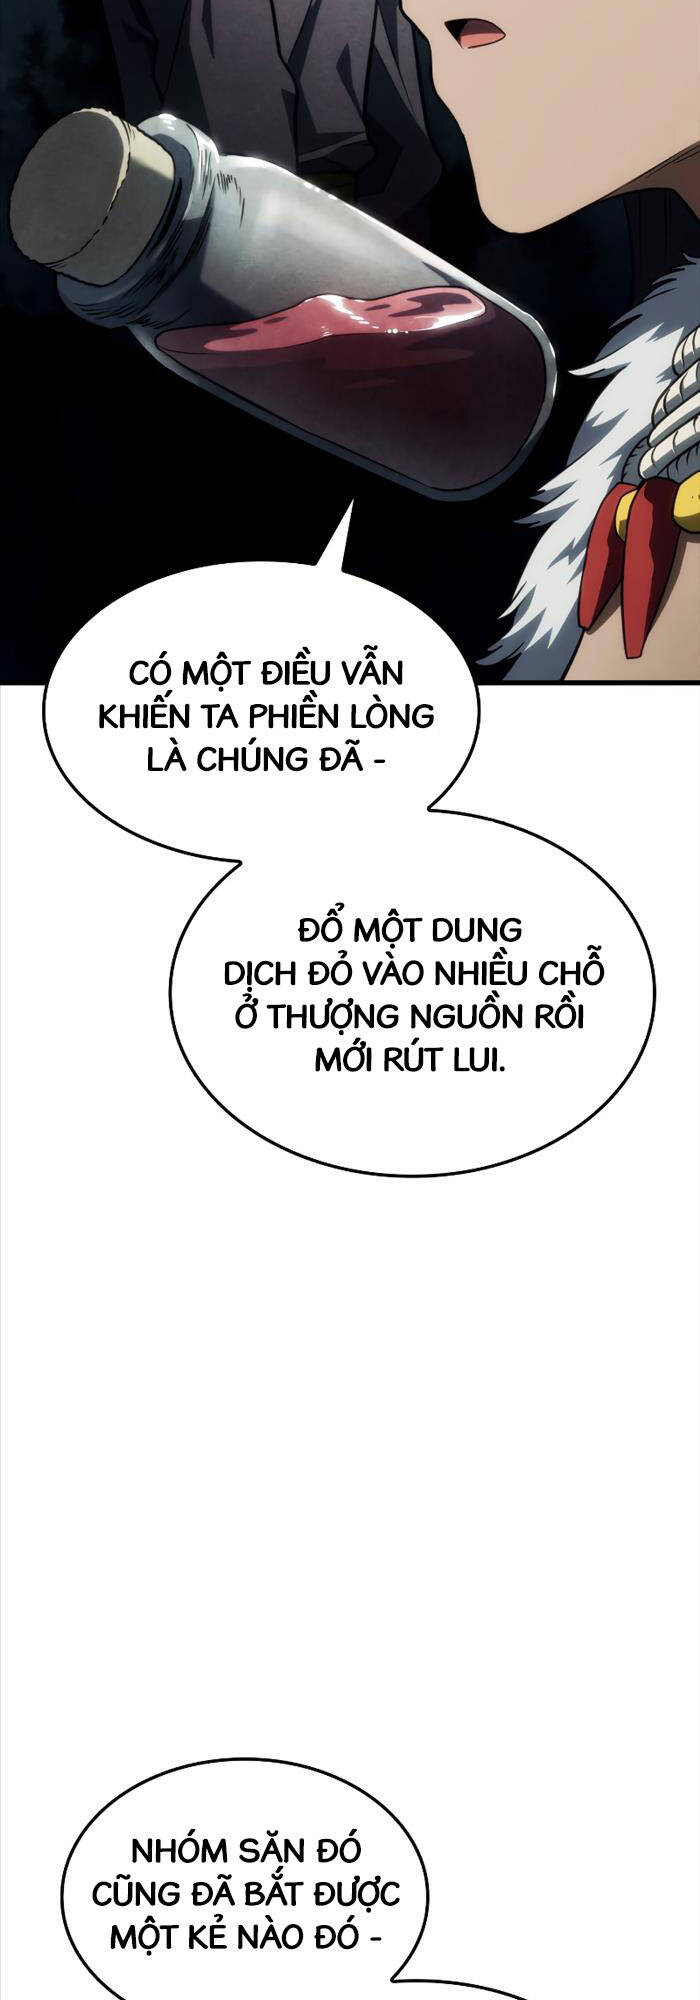 CÓ MỘT ĐIỀU VẪN
KHIẾN TA PHIỀN LÒNG
LÀ CHÚNG ĐÃ -
ĐỔ MỘT DUNG
DỊCH ĐỎ VÀO NHIỀU CHỖ
Ở THƯỢNG NGUỒN RỒI
MỚI RÚT LUI.
NHÓM SĂN ĐÓ
CŨNG ĐÃ BẮT ĐƯỢC
MỘT KẺ NÀO ĐÓ -